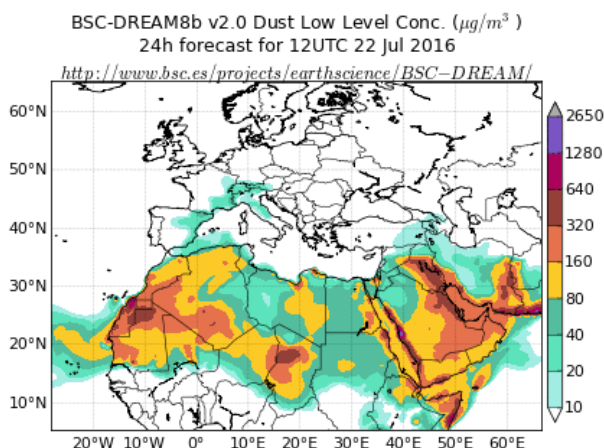 BSC-DREAM8b v2.0 Dust Low Level Conc. (μg/m³ )
24h forecast for 12UTC 22 Jul 2016
http://www.bsc.es/projects/earthscience/BSC−DREAM/
60°N
50°N
40°N
30°N
20°N
10°N
20°W 10°W 0° 10°E 20°E 30°E 40°E 50°E 60°E
2650
1280
640
320
160
80
40
20
10